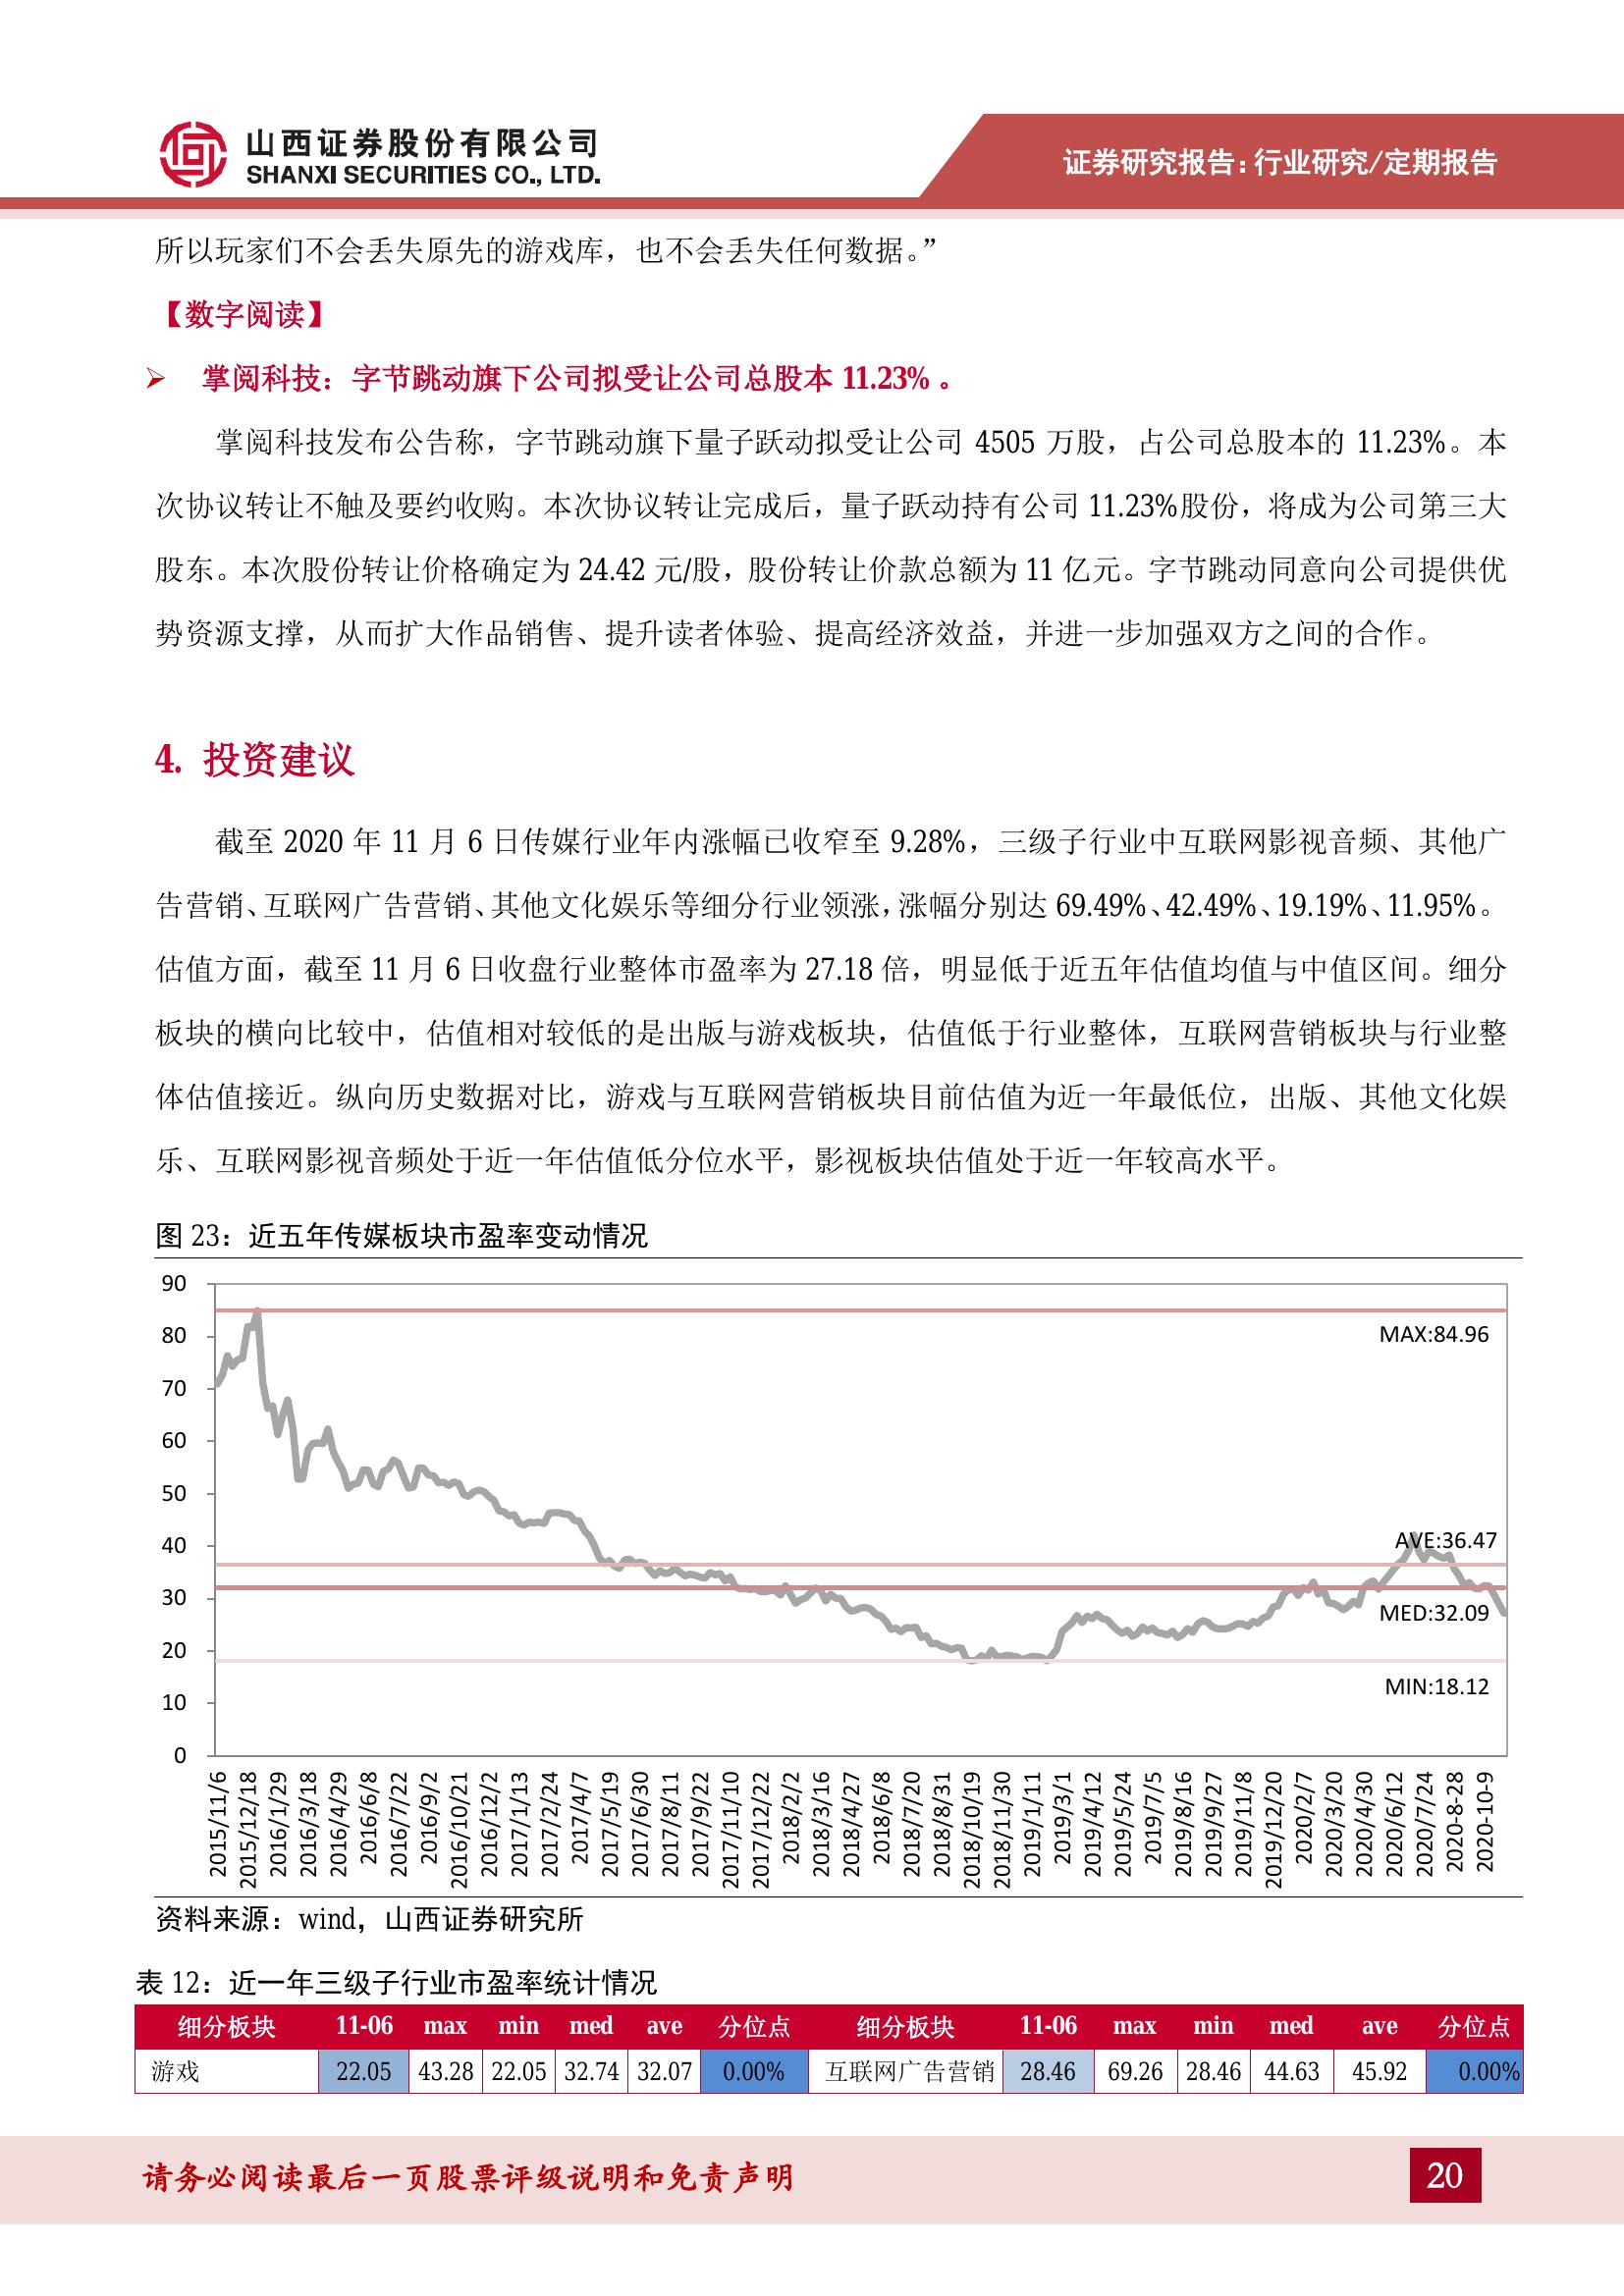 山西证券股份有限公司
SHANXI SECURITIES CO., LTD.
证券研究报告：行业研究/定期报告
所以玩家们不会丢失原先的游戏库，也不会丢失任何数据。”
【数字阅读】
➢ 掌阅科技：字节跳动旗下公司拟受让公司总股本 11.23% 。
掌阅科技发布公告称，字节跳动旗下量子跃动拟受让公司 4505 万股，占公司总股本的 11.23%。本
次协议转让不触及要约收购。本次协议转让完成后，量子跃动持有公司 11.23%股份，将成为公司第三大
股东。本次股份转让价格确定为 24.42 元/股，股份转让价款总额为 11 亿元。字节跳动同意向公司提供优
势资源支撑，从而扩大作品销售、提升读者体验、提高经济效益，并进一步加强双方之间的合作。
4. 投资建议
截至 2020 年 11 月 6 日传媒行业年内涨幅已收窄至 9.28%，三级子行业中互联网影视音频、其他广
告营销、互联网广告营销、其他文化娱乐等细分行业领涨，涨幅分别达 69.49%、42.49%、19.19%、11.95%。
估值方面，截至 11 月 6 日收盘行业整体市盈率为 27.18 倍，明显低于近五年估值均值与中值区间。细分
板块的横向比较中，估值相对较低的是出版与游戏板块，估值低于行业整体，互联网营销板块与行业整
体估值接近。纵向历史数据对比，游戏与互联网营销板块目前估值为近一年最低位，出版、其他文化娱
乐、互联网影视音频处于近一年估值低分位水平，影视板块估值处于近一年较高水平。
图 23：近五年传媒板块市盈率变动情况
90
80
70
60
50
40
30
20
10
0
MAX:84.96
AVE:36.47
MED:32.09
MIN:18.12
2015/11/6
2015/12/18
2016/1/29
2016/3/18
2016/4/29
2016/6/8
2016/7/22
2016/9/2
2016/10/21
2016/12/2
2017/1/13
2017/2/24
2017/4/7
2017/5/19
2017/6/30
2017/8/11
2017/9/22
2017/11/10
2017/12/22
2018/2/2
2018/3/16
2018/4/27
2018/6/8
2018/7/20
2018/8/31
2018/10/19
2018/11/30
2019/1/11
2019/3/1
2019/4/12
2019/5/24
2019/7/5
2019/8/16
2019/9/27
2019/11/8
2019/12/20
2020/2/7
2020/3/20
2020/4/30
2020/6/12
2020/7/24
2020-8-28
2020-10-9
资料来源：wind，山西证券研究所
表 12：近一年三级子行业市盈率统计情况
细分板块 11-06 max min med ave 分位点 细分板块 11-06 max min med ave 分位点
游戏 22.05 43.28 22.05 32.74 32.07 0.00% 互联网广告营销 28.46 69.26 28.46 44.63 45.92 0.00%
请务必阅读最后一页股票评级说明和免责声明
20